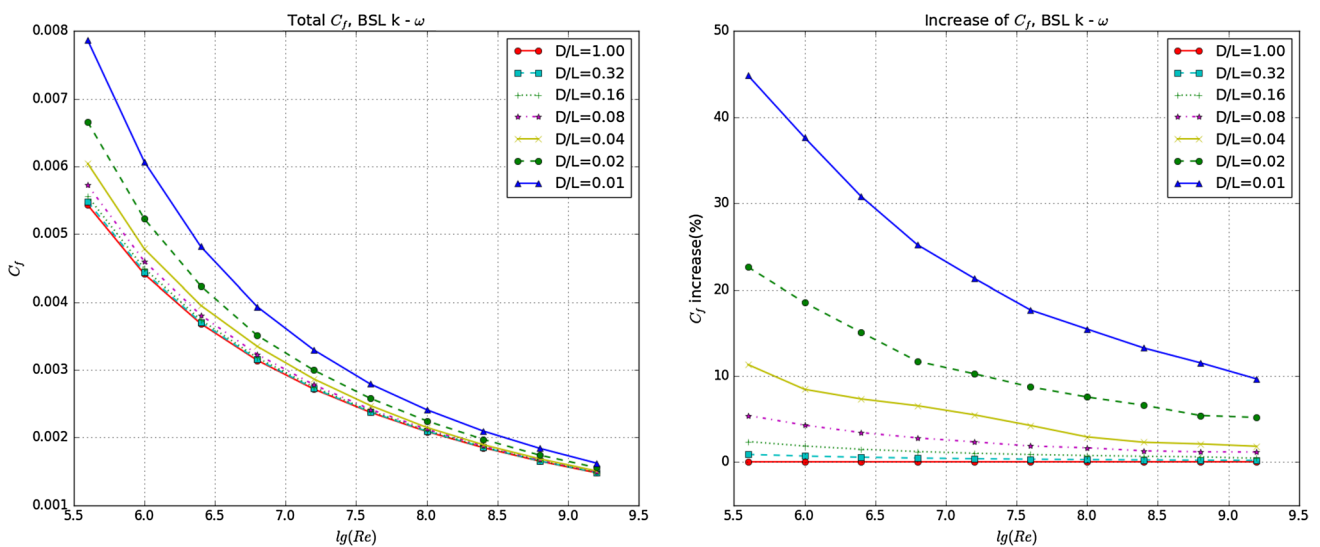 Total Cf, BSL k - ω
0.008
0.007
0.006
0.005
0.004
0.003
0.002
0.001
Cf
5.5 6.0 6.5 7.0 7.5 8.0 8.5 9.0 9.5
lg(Re)
D/L=1.00
D/L=0.32
D/L=0.16
D/L=0.08
D/L=0.04
D/L=0.02
D/L=0.01
Increase of Cf, BSL k - ω
50
40
30
20
10
0
Cf increase(%)
5.5 6.0 6.5 7.0 7.5 8.0 8.5 9.0 9.5
lg(Re)
D/L=1.00
D/L=0.32
D/L=0.16
D/L=0.08
D/L=0.04
D/L=0.02
D/L=0.01